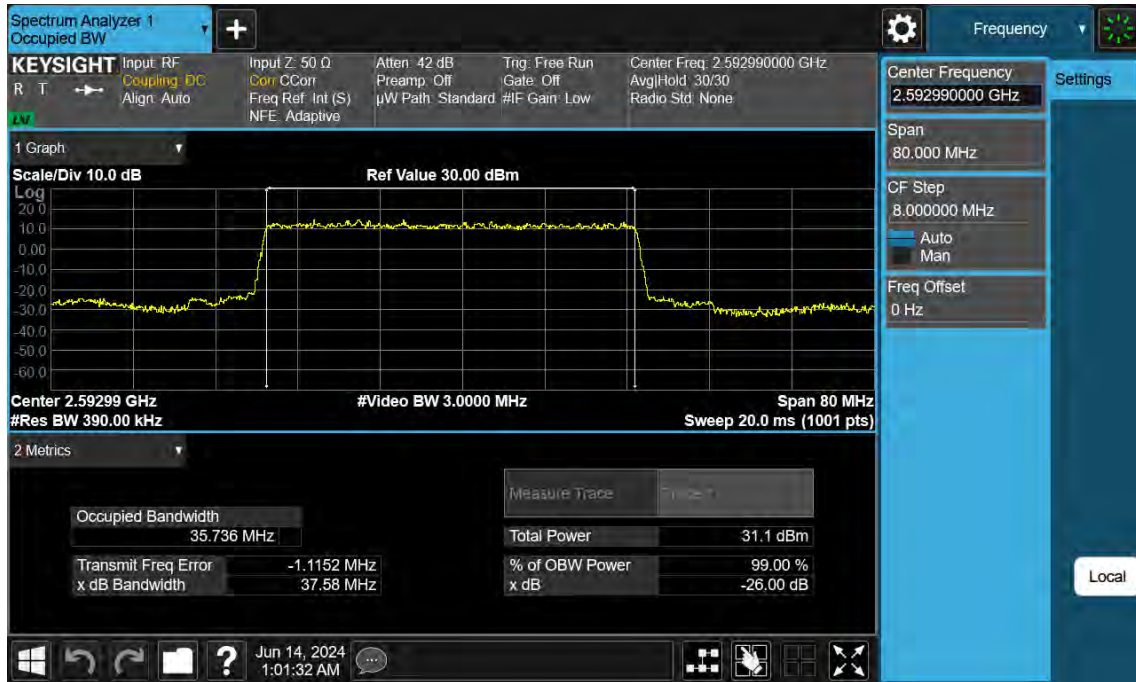 Spectrum Analyzer 1
Occupied BW
Frequency
KEYSIGHT
R T
Input: RF
Coupling: DC
Align: Auto
Input Z: 50 Ω
Corr CCorr
Freq Ref: Int (S)
NFE: Adaptive
Atten: 42 dB
Preamp: Off
µW Path: Standard
Trig: Free Run
Gate: Off
#IF Gain: Low
Center Freq: 2.592990000 GHz
Avg|Hold: 30/30
Radio Std: None
1 Graph
Scale/Div 10.0 dB
Ref Value 30.00 dBm
Log
20.0
10.0
0.00
-10.0
-20.0
-30.0
-40.0
-50.0
-60.0
Center 2.59299 GHz
#Video BW 3.0000 MHz
Span 80 MHz
#Res BW 390.00 kHz
Sweep 20.0 ms (1001 pts)
2 Metrics
Measure Trace
Occupied Bandwidth
35.736 MHz
Transmit Freq Error -1.1152 MHz
x dB Bandwidth 37.58 MHz
Total Power 31.1 dBm
% of OBW Power 99.00 %
x dB -26.00 dB
Center Frequency
2.592990000 GHz
Span
80.000 MHz
CF Step
8.000000 MHz
Auto
Man
Freq Offset
0 Hz
Settings
Local
?
Jun 14, 2024
1:01:32 AM